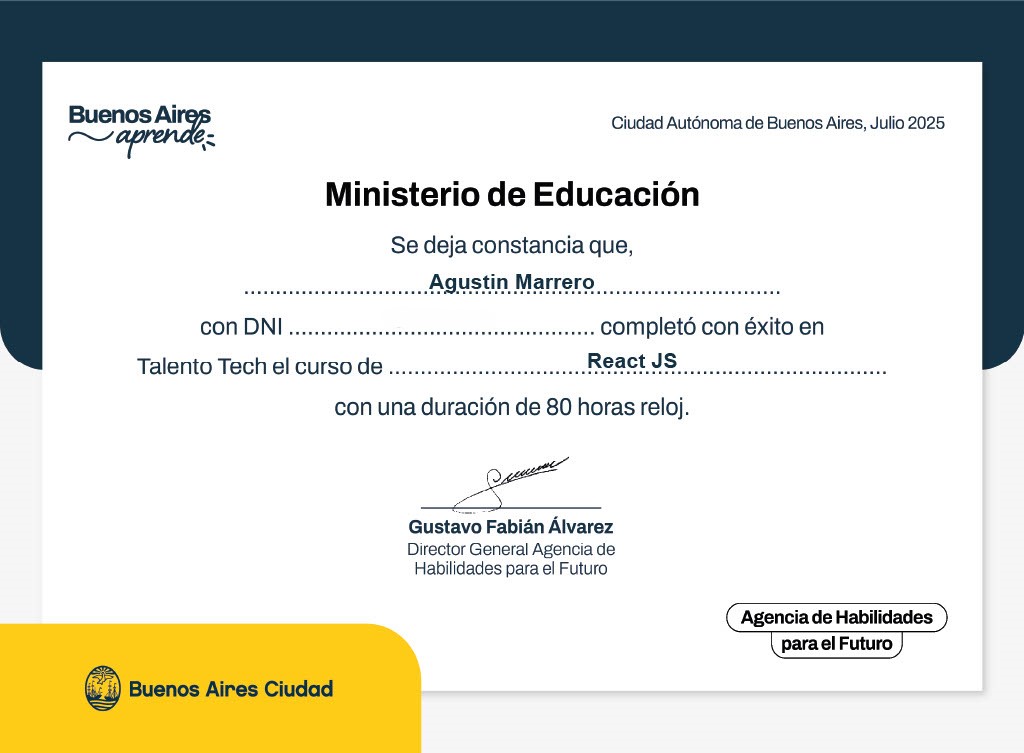 Buenos Aires
aprende
Ciudad Autónoma de Buenos Aires, Julio 2025
Ministerio de Educación
Se deja constancia que,
Agustin Marrero
con DNI ................................................ completó con éxito en
Talento Tech el curso de ............................... React JS .................................
con una duración de 80 horas reloj.
Gustavo Fabián Álvarez
Director General Agencia de
Habilidades para el Futuro
Agencia de Habilidades
para el Futuro
Buenos Aires Ciudad